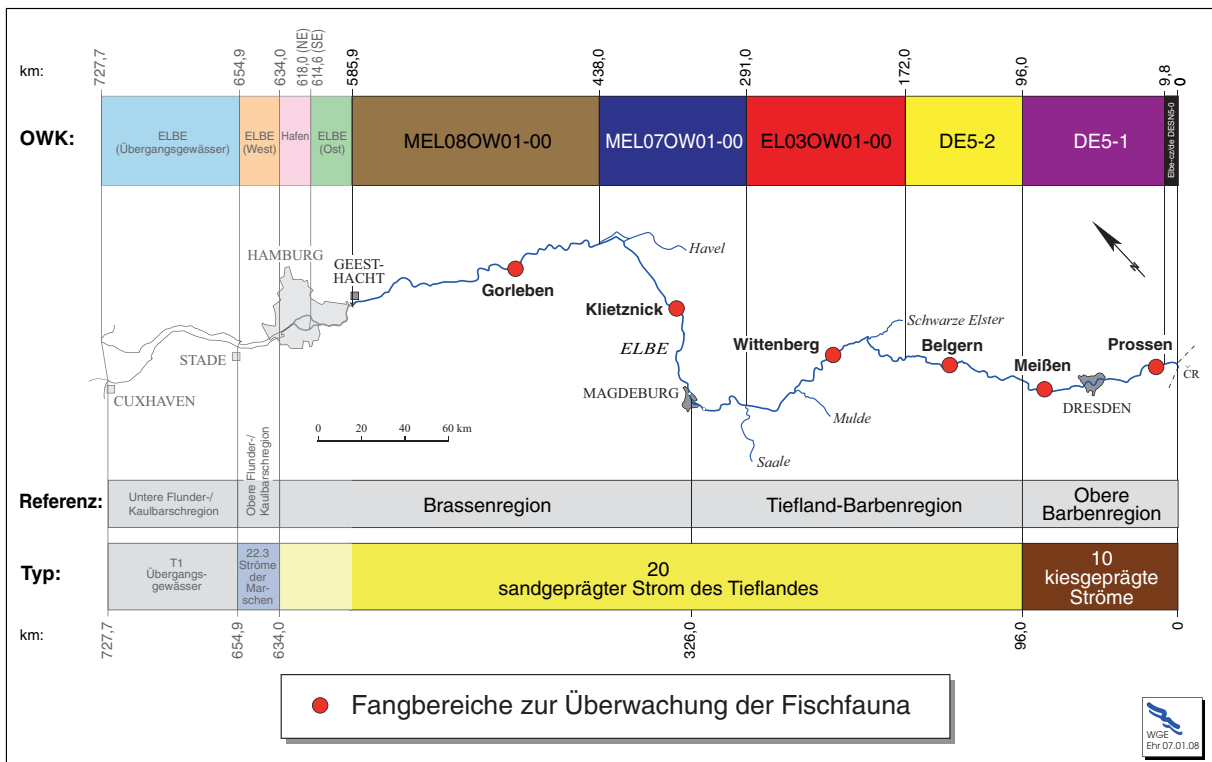 km:
727,7
654,9
634,0
618,0 (NE)
614,6 (SE)
585,9
438,0
291,0
172,0
96,0
9,8
0
OWK:
ELBE
(Übergangsgewässer)
ELBE
(West)
Hafen
ELBE
(Ost)
MEL08OW01-00
MEL07OW01-00
EL03OW01-00
DE5-2
DE5-1
Elbe-cz/de DESN5-0
N
Havel
HAMBURG
GEEST-
HACHT
Gorleben
Klietznick
Schwarze Elster
ELBE
Wittenberg
Belgern
Prossen
STADE
Meißen
ČR
CUXHAVEN
MAGDEBURG
Mulde
DRESDEN
0 20 40 60 km
Saale
Referenz:
Untere Flunder-/
Kaulbarschregion
Obere Flunder-/
Kaulbarschregion
Brassenregion
Tiefland-Barbenregion
Obere
Barbenregion
Typ:
T1
Übergangs-
gewässer
22.3
Ströme
der
Mar-
schen
20
sandgeprägter Strom des Tieflandes
10
kiesgeprägte
Ströme
km:
727,7
654,9
634,0
326,0
96,0
0
Fangbereiche zur Überwachung der Fischfauna
WGE
Ehr 07.01.08